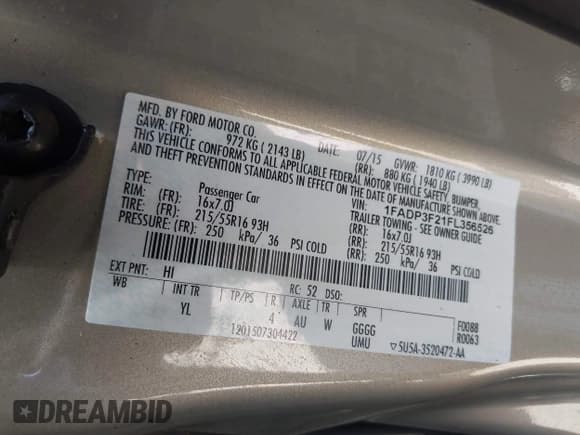 MFD. BY FORD MOTOR CO.
DATE: 07/15 GVWR: 1810 KG ( 3990 LB)
GAWR: (FR): 972 KG ( 2143 LB) (RR): 880 KG ( 1940 LB)
THIS VEHICLE CONFORMS TO ALL APPLICABLE FEDERAL MOTOR VEHICLE SAFETY, BUMPER,
AND THEFT PREVENTION STANDARDS IN EFFECT ON THE DATE OF MANUFACTURE SHOWN ABOVE.
VIN: 1FADP3F21FL356526
TYPE: Passenger Car TRAILER TOWING - SEE OWNER GUIDE
RIM: (FR): 16x7.0J (RR): 16x7.0J
TIRE: (FR): 215/55R16 93H (RR): 215/55R16 93H
PRESSURE: (FR): 250 kPa/ 36 PSI COLD (RR): 250 kPa/ 36 PSI COLD
EXT PNT: HI RC: 52 DSO:
WB INT TR TP/PS R AXLE TR SPR
YL 4 AU W GGGG F0088
UMU R0063
1201507304422 5U5A-3520472-AA
DREAMBID